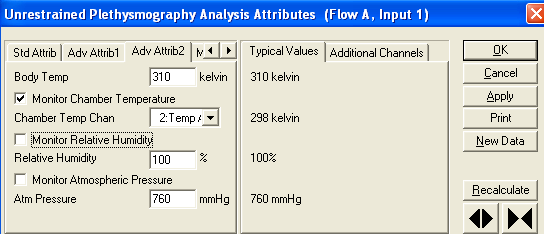 Unrestrained Plethysmography Analysis Attributes (Flow A, Input 1)
Std Attrib Adv Attrib1 Adv Attrib2 Typical Values Additional Channels OK
Body Temp 310 kelvin 310 kelvin Cancel
Monitor Chamber Temperature Apply
Chamber Temp Chan 2:Temp 298 kelvin Print
Monitor Relative Humidity New Data
Relative Humidity 100 % 100%
Monitor Atmospheric Pressure Recalculate
Atm Pressure 760 mmHg 760 mmHg